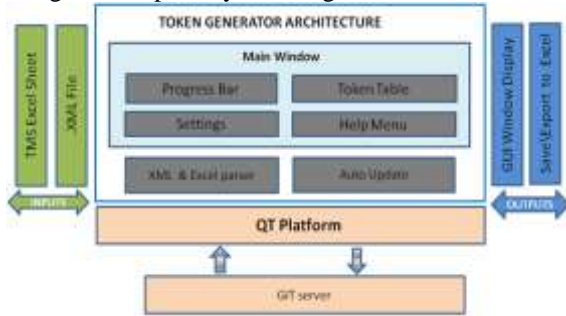 TOKEN GENERATOR ARCHITECTURE
Main Window
Progress Bar
Token Table
Settings
Help Menu
XML & Excel parser
Auto Update
TMS Excel Sheet
XML File
INPUTS
GUI Window Display
Save\Export to Excel
OUTPUTS
QT Platform
GIT server